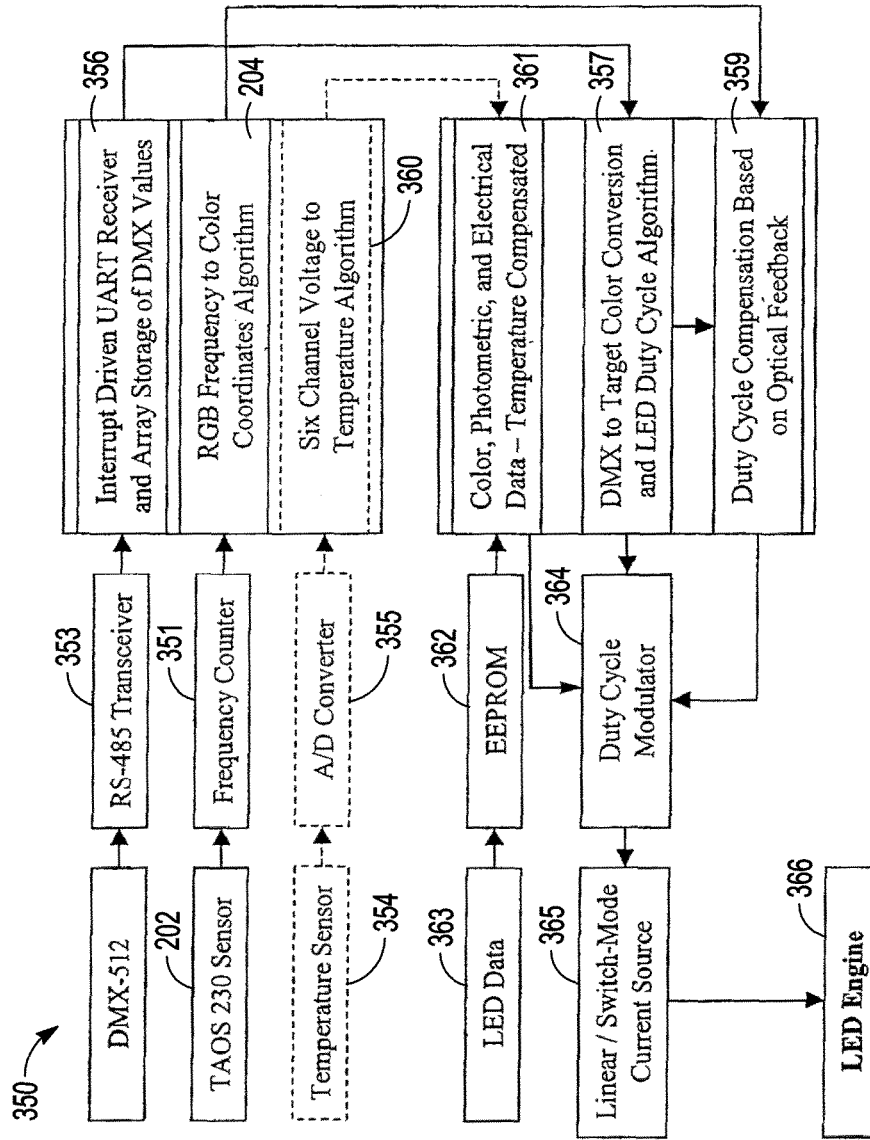 350
DMX-512
353
RS-485 Transceiver
356
Interrupt Driven UART Receiver
and Array Storage of DMX Values
202
TAOS 230 Sensor
351
Frequency Counter
204
RGB Frequency to Color
Coordinates Algorithm
Temperature Sensor
354
A/D Converter
355
Six Channel Voltage to
Temperature Algorithm
360
363
LED Data
362
EEPROM
361
Color, Photometric, and Electrical
Data – Temperature Compensated
365
Linear / Switch-Mode
Current Source
364
Duty Cycle
Modulator
357
DMX to Target Color Conversion
and LED Duty Cycle Algorithm.
359
Duty Cycle Compensation Based
on Optical Feedback
366
LED Engine